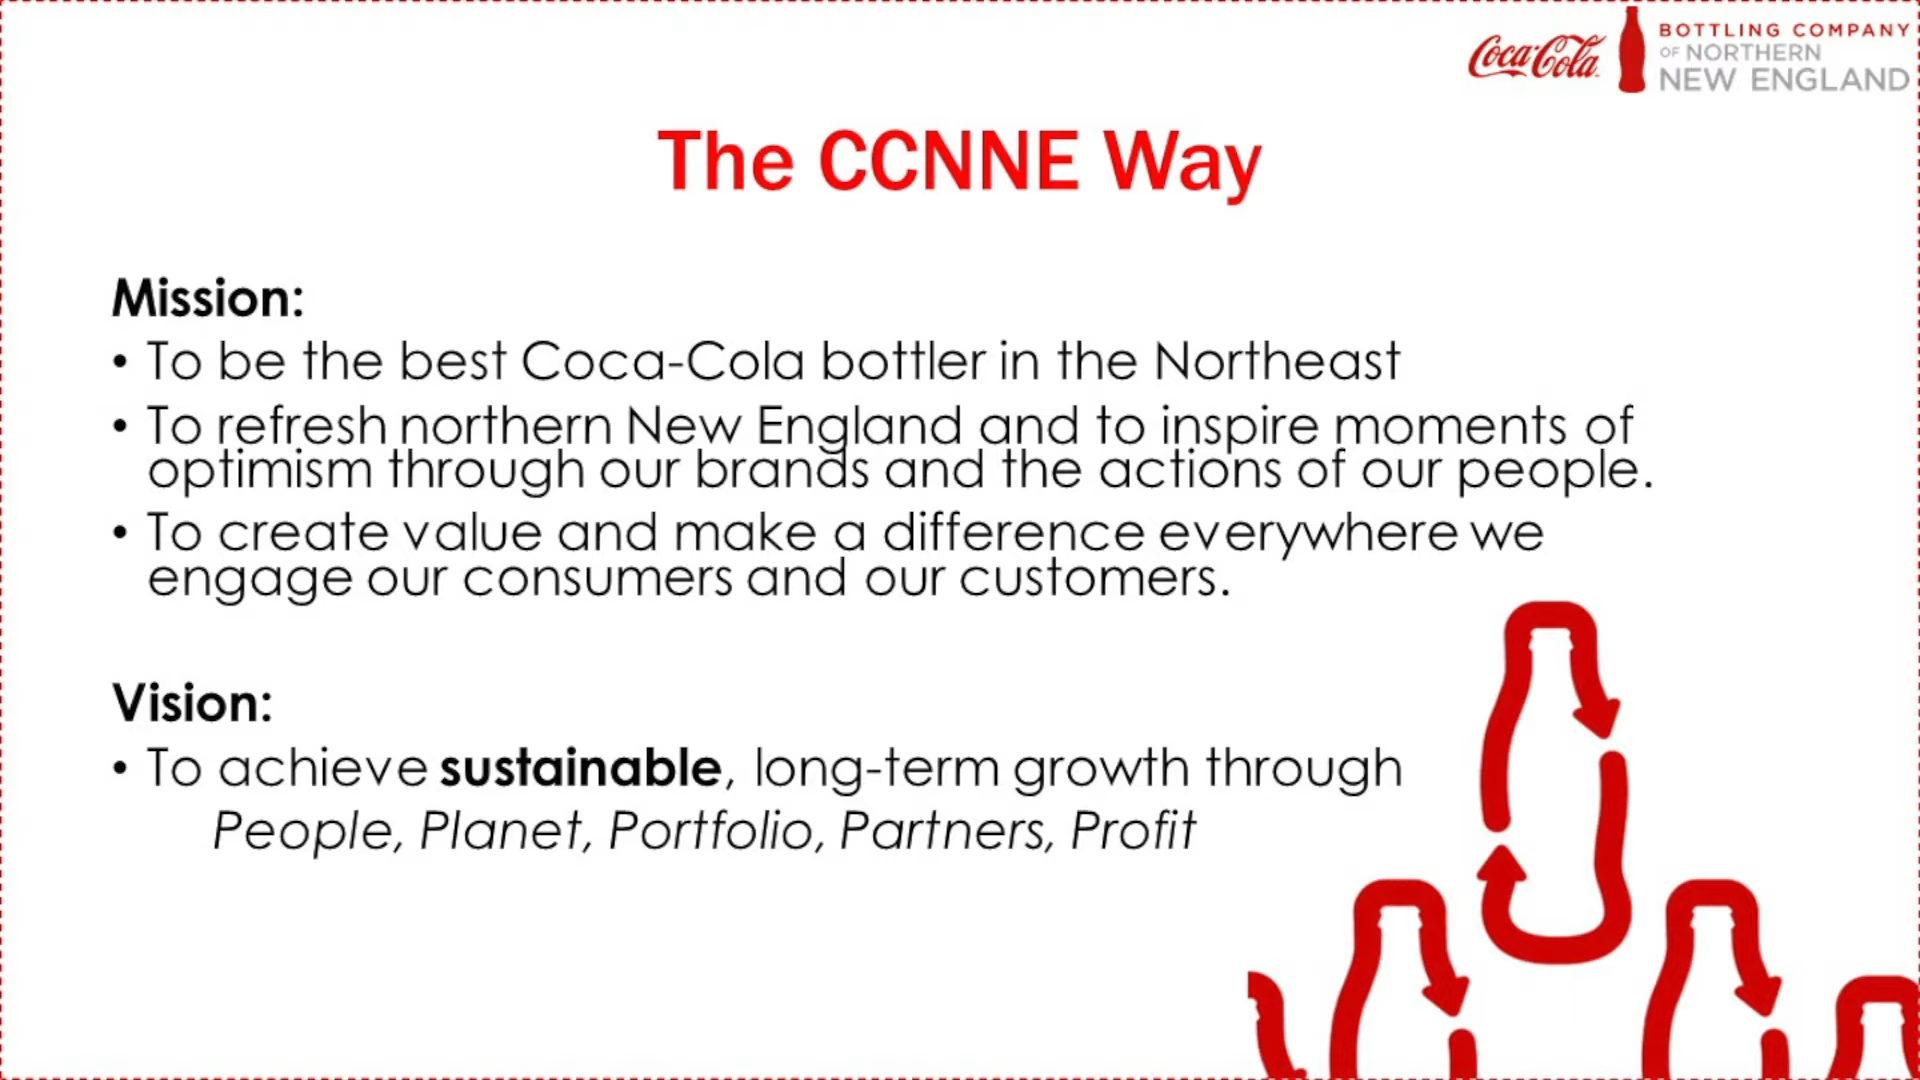 Coca-Cola
BOTTLING COMPANY
OF NORTHERN
NEW ENGLAND
The CCNNE Way
Mission:
• To be the best Coca-Cola bottler in the Northeast
• To refresh northern New England and to inspire moments of
optimism through our brands and the actions of our people.
• To create value and make a difference everywhere we
engage our consumers and our customers.
Vision:
• To achieve sustainable, long-term growth through
People, Planet, Portfolio, Partners, Profit